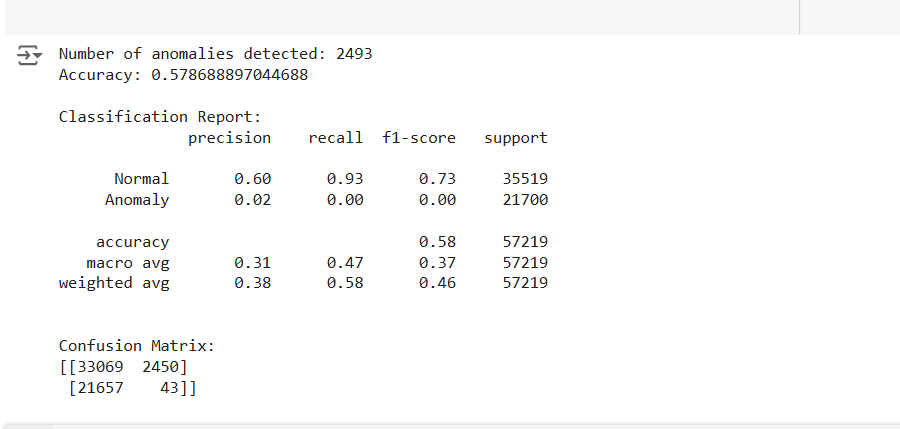 Number of anomalies detected: 2493
Accuracy: 0.578688897044688
Classification Report:
precision recall f1-score support
Normal 0.60 0.93 0.73 35519
Anomaly 0.02 0.00 0.00 21700
accuracy 0.58 57219
macro avg 0.31 0.47 0.37 57219
weighted avg 0.38 0.58 0.46 57219
Confusion Matrix:
[[33069 2450]
[21657 43]]